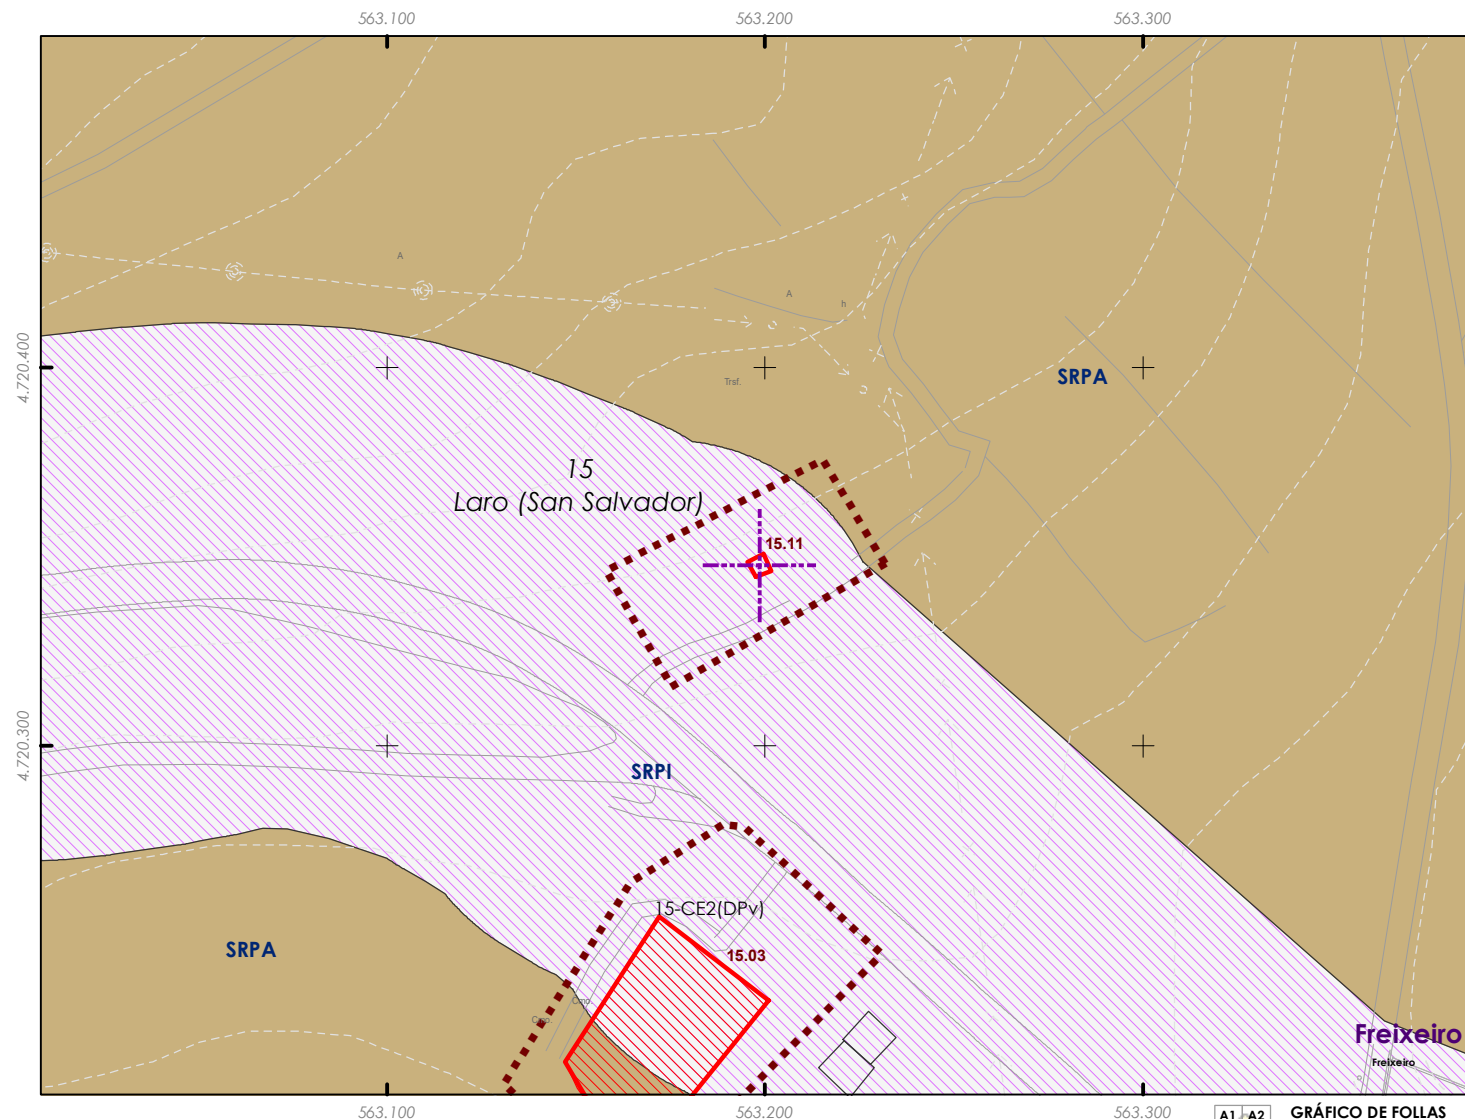 563.100 563.200 563.300
A
A
h
4.720.400
Trsf.
SRPA
15
Laro (San Salvador)
15.11
4.720.300
SRPI
15-CE2(DPv)
SRPA
15.03
Cmp.
Cmp.
Freixeiro
Freixeiro
563.100 563.200 563.300
A1 A2 GRÁFICO DE FOLLAS